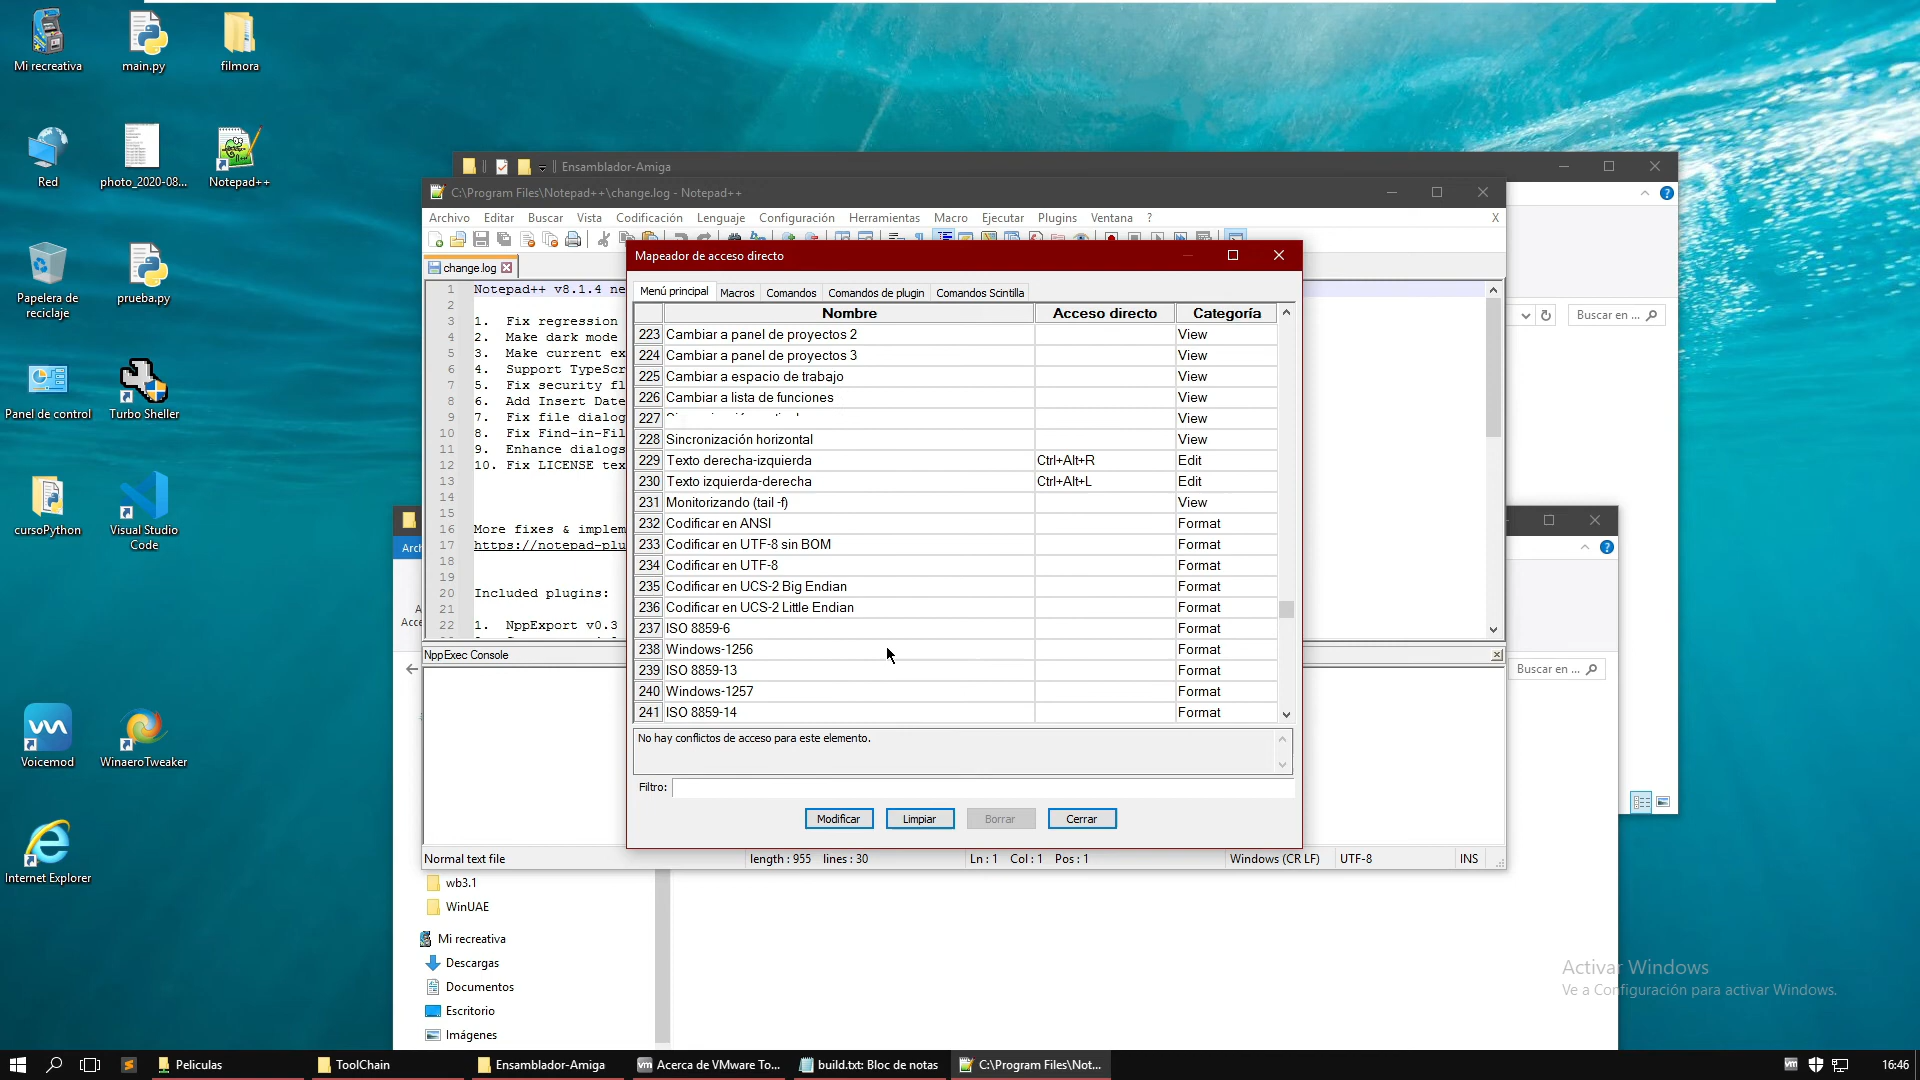 Mi recreativa
main.py
filmora
Red
photo_2020-08...
Notepad++
Papelera de
reciclaje
prueba.py
Panel de control
Turbo Sheller
cursoPython
Visual Studio
Code
Voicemod
WinaeroTweaker
Internet Explorer
Ensamblador-Amiga
C:\Program Files\Notepad++\change.log - Notepad++
Archivo Editar Buscar Vista Codificación Lenguaje Configuración Herramientas Macro Ejecutar Plugins Ventana ? X
change.log
1 Notepad++ v8.1.4 ne
2
3 1. Fix regression
4 2. Make dark mode
5 3. Make current ex
6 4. Support TypeScr
7 5. Fix security fl
8 6. Add Insert Date
9 7. Fix file dialog
10 8. Fix Find-in-Fil
11 9. Enhance dialogs
12 10. Fix LICENSE tex
13
14
15
16 More fixes & implem
17 https://notepad-plu
18
19
20 Included plugins:
21
22 1. NppExport v0.3
Mapeador de acceso directo
Menú principal Macros Comandos Comandos de plugin Comandos Scintilla
Nombre Acceso directo Categoría
223 Cambiar a panel de proyectos 2 View
224 Cambiar a panel de proyectos 3 View
225 Cambiar a espacio de trabajo View
226 Cambiar a lista de funciones View
227 View
228 Sincronización horizontal View
229 Texto derecha-izquierda Ctrl+Alt+R Edit
230 Texto izquierda-derecha Ctrl+Alt+L Edit
231 Monitorizando (tail -f) View
232 Codificar en ANSI Format
233 Codificar en UTF-8 sin BOM Format
234 Codificar en UTF-8 Format
235 Codificar en UCS-2 Big Endian Format
236 Codificar en UCS-2 Little Endian Format
237 ISO 8859-6 Format
238 Windows-1256 Format
239 ISO 8859-13 Format
240 Windows-1257 Format
241 ISO 8859-14 Format
No hay conflictos de acceso para este elemento.
Filtro:
Modificar Limpiar Borrar Cerrar
Buscar en ...
Arch
A
Acce
Buscar en ...
NppExec Console
Normal text file length : 955 lines : 30 Ln : 1 Col : 1 Pos : 1 Windows (CR LF) UTF-8 INS
wb3.1
WinUAE
Mi recreativa
Descargas
Documentos
Escritorio
Imágenes
Activar Windows
Ve a Configuración para activar Windows.
Peliculas
ToolChain
Ensamblador-Amiga
Acerca de VMware To...
build.txt: Bloc de notas
C:\Program Files\Not...
16:46